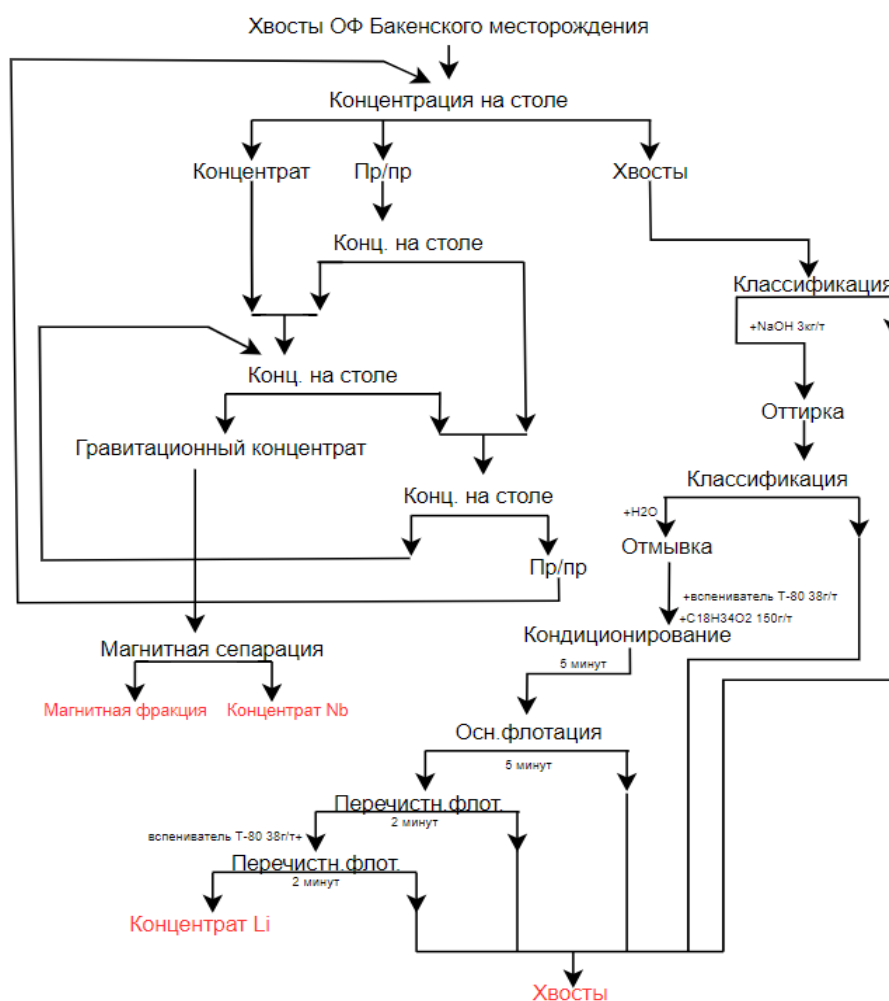 Хвосты ОФ Бакенского месторождения
Концентрация на столе
Концентрат
Пр/пр
Хвосты
Конц. на столе
Классификация
+NaOH 3кг/т
Конц. на столе
Оттирка
Гравитационный концентрат
Классификация
Конц. на столе
+H2O
Отмывка
Пр/пр
+вспениватель Т-80 38г/т
+C18H34O2 150г/т
Кондиционирование
Магнитная сепарация
5 минут
Магнитная фракция
Концентрат Nb
Осн.флотация
5 минут
Перечистн.флот.
2 минут
вспениватель Т-80 38г/т+
Перечистн.флот.
2 минут
Концентрат Li
Хвосты